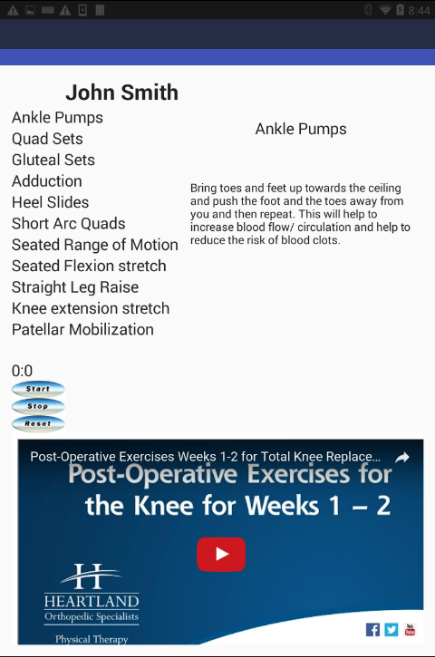 8:44
John Smith
Ankle Pumps
Quad Sets
Gluteal Sets
Adduction
Heel Slides
Short Arc Quads
Seated Range of Motion
Seated Flexion stretch
Straight Leg Raise
Knee extension stretch
Patellar Mobilization
Ankle Pumps
Bring toes and feet up towards the ceiling
and push the foot and the toes away from
you and then repeat. This will help to
increase blood flow/ circulation and help to
reduce the risk of blood clots.
0:0
Start
Stop
Reset
Post-Operative Exercises Weeks 1-2 for Total Knee Replace...
Post-Operative Exercises for
the Knee for Weeks 1 – 2
H
HEARTLAND
Orthopedic Specialists
Physical Therapy
You
Tube